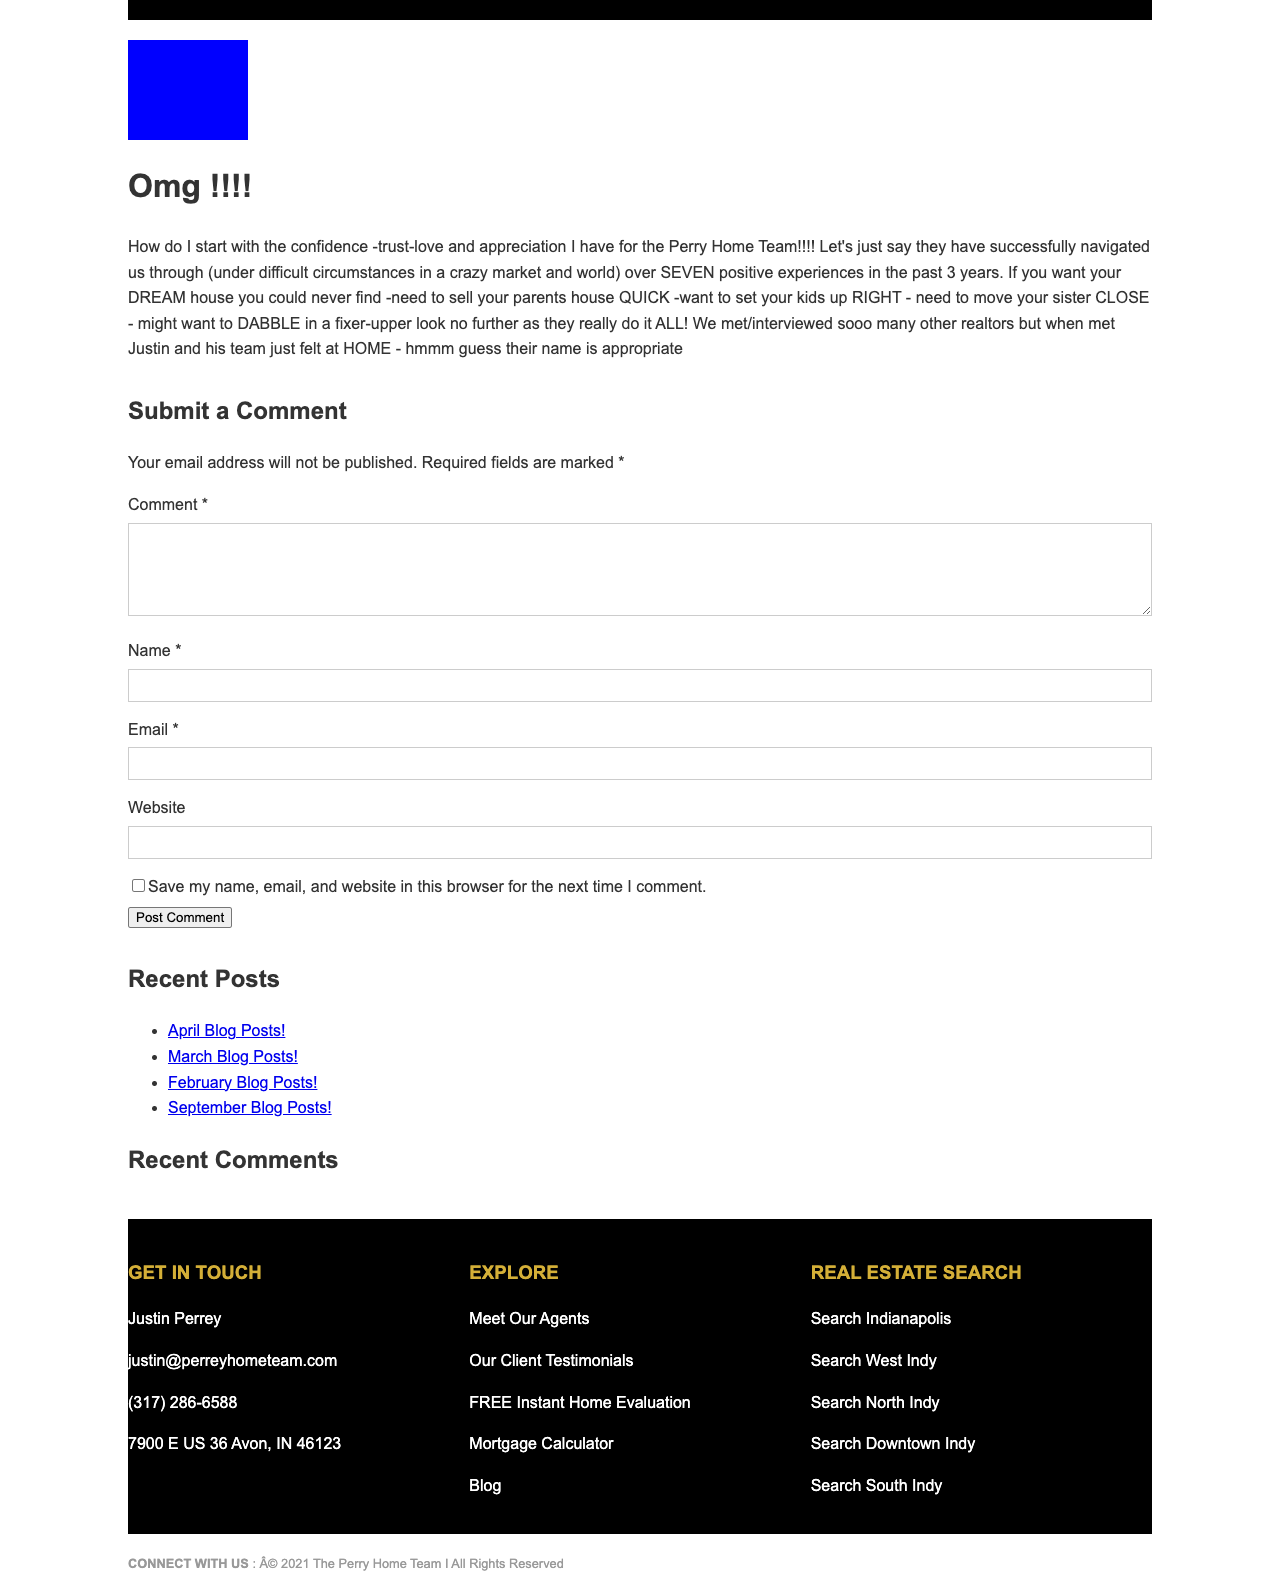 Omg !!!!
How do I start with the confidence -trust-love and appreciation I have for the Perry Home Team!!!! Let's just say they have successfully navigated
us through (under difficult circumstances in a crazy market and world) over SEVEN positive experiences in the past 3 years. If you want your
DREAM house you could never find -need to sell your parents house QUICK -want to set your kids up RIGHT - need to move your sister CLOSE
- might want to DABBLE in a fixer-upper look no further as they really do it ALL! We met/interviewed sooo many other realtors but when met
Justin and his team just felt at HOME - hmmm guess their name is appropriate
Submit a Comment
Your email address will not be published. Required fields are marked *
Comment *
Name *
Email *
Website
Save my name, email, and website in this browser for the next time I comment.
Post Comment
Recent Posts
April Blog Posts!
March Blog Posts!
February Blog Posts!
September Blog Posts!
Recent Comments
GET IN TOUCH
Justin Perrey
justin@perreyhometeam.com
(317) 286-6588
7900 E US 36 Avon, IN 46123
EXPLORE
Meet Our Agents
Our Client Testimonials
FREE Instant Home Evaluation
Mortgage Calculator
Blog
REAL ESTATE SEARCH
Search Indianapolis
Search West Indy
Search North Indy
Search Downtown Indy
Search South Indy
CONNECT WITH US : Â© 2021 The Perry Home Team I All Rights Reserved